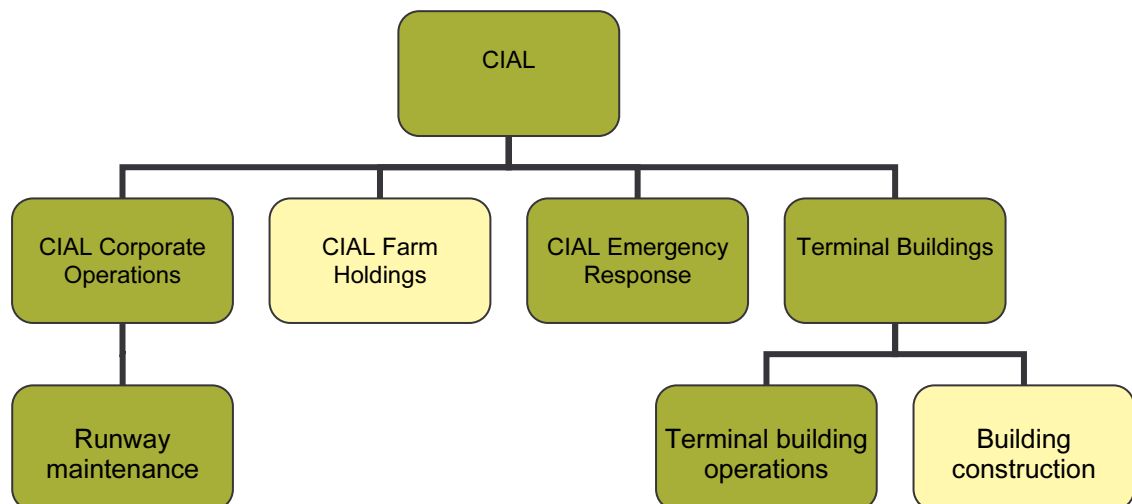 CIAL
CIAL Corporate
Operations
CIAL Farm
Holdings
CIAL Emergency
Response
Terminal Buildings
Runway
maintenance
Terminal building
operations
Building
construction